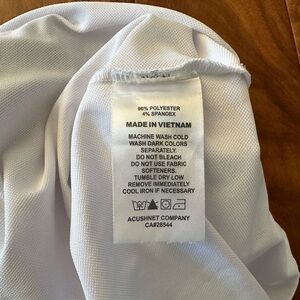 96% POLYESTER
4% SPANDEX
MADE IN VIETNAM
MACHINE WASH COLD
WASH DARK COLORS
SEPARATELY.
DO NOT BLEACH
DO NOT USE FABRIC
SOFTENERS.
TUMBLE DRY LOW
REMOVE IMMEDIATELY
COOL IRON IF NECESSARY
ACUSHNET COMPANY
CA#26544